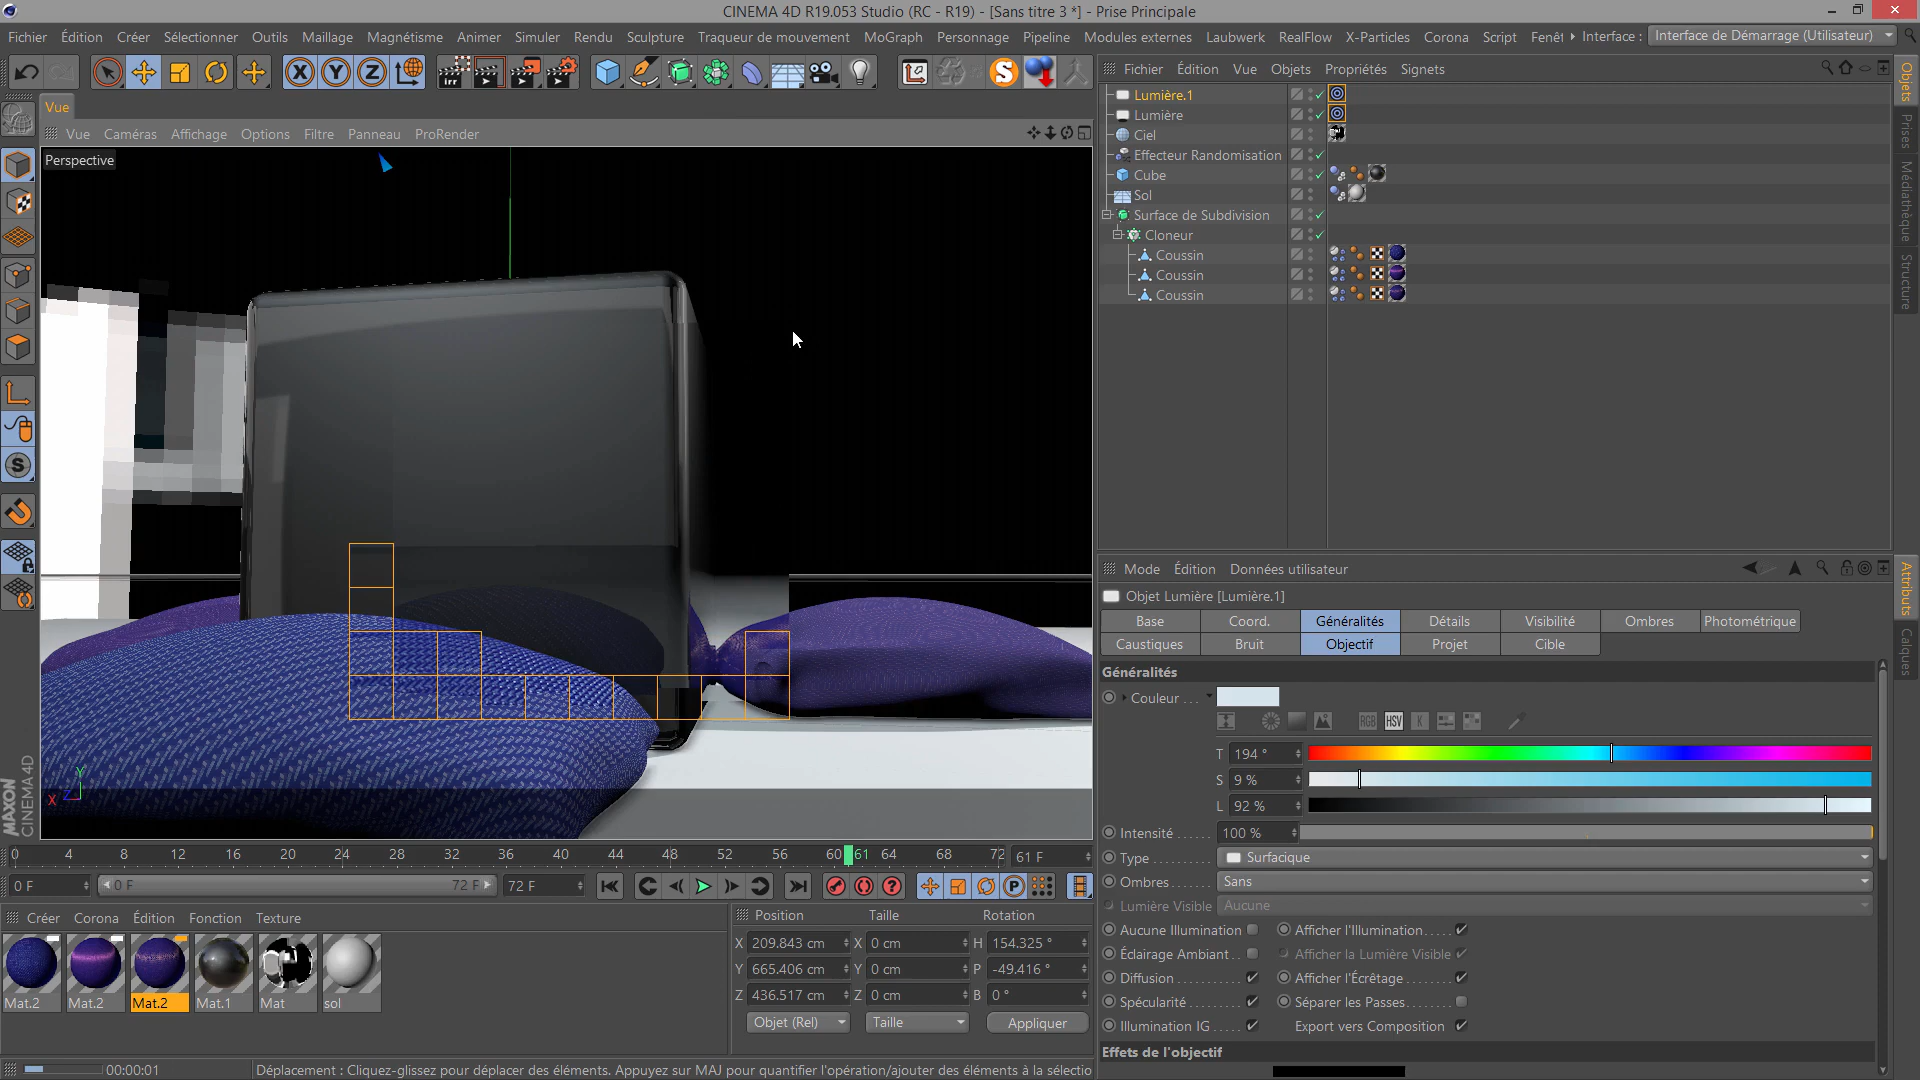 CINEMA 4D R19.053 Studio (RC - R19) - [Sans titre 3 *] - Prise Principale
Fichier Édition Créer Sélectionner Outils Maillage Magnétisme Animer Simuler Rendu Sculpture Traqueur de mouvement MoGraph Personnage Pipeline Modules externes Laubwerk RealFlow X-Particles Corona Script Fenêt Interface : Interface de Démarrage (Utilisateur)
X Y Z irr S
Fichier Édition Vue Objets Propriétés Signets
Vue
Vue Caméras Affichage Options Filtre Panneau ProRender
Perspective
Lumière.1
Lumière
Ciel
Effecteur Randomisation
Cube
Sol
Surface de Subdivision
Cloneur
Coussin
Coussin
Coussin
Objets
Prises
Médiathèque
Structure
Mode Édition Données utilisateur
Objet Lumière [Lumière.1]
Base Coord. Généralités Détails Visibilité Ombres Photométrique
Caustiques Bruit Objectif Projet Cible
Attributs
Calques
Généralités
Couleur . . .
RGB HSV K
T 194 °
S 9 %
L 92 %
Intensité . . . . . . 100 %
Type . . . . . . . . . Surfacique
Ombres . . . . . . . Sans
Lumière Visible Aucune
Aucune Illumination Afficher l'Illumination . . . . .
Éclairage Ambiant . . Afficher la Lumière Visible
Diffusion . . . . . . . . . Afficher l'Écrêtage . . . . . . .
Spécularité . . . . . . . Séparer les Passes . . . . . . .
Illumination IG . . . . . Export vers Composition
Effets de l'objectif
X Y Z
MAXON
CINEMA 4D
0 4 8 12 16 20 24 28 32 36 40 44 48 52 56 60 61 64 68 72 61 F
0 F 0 F 72 F 72 F P
Créer Corona Édition Fonction Texture
Mat.2 Mat.2 Mat.2 Mat.1 Mat sol
Position Taille Rotation
X 209.843 cm X 0 cm H 154.325 °
Y 665.406 cm Y 0 cm P -49.416 °
Z 436.517 cm Z 0 cm B 0 °
Objet (Rel) Taille Appliquer
00:00:01 Déplacement : Cliquez-glissez pour déplacer des éléments. Appuyez sur MAJ pour quantifier l'opération/ajouter des éléments à la sélectio